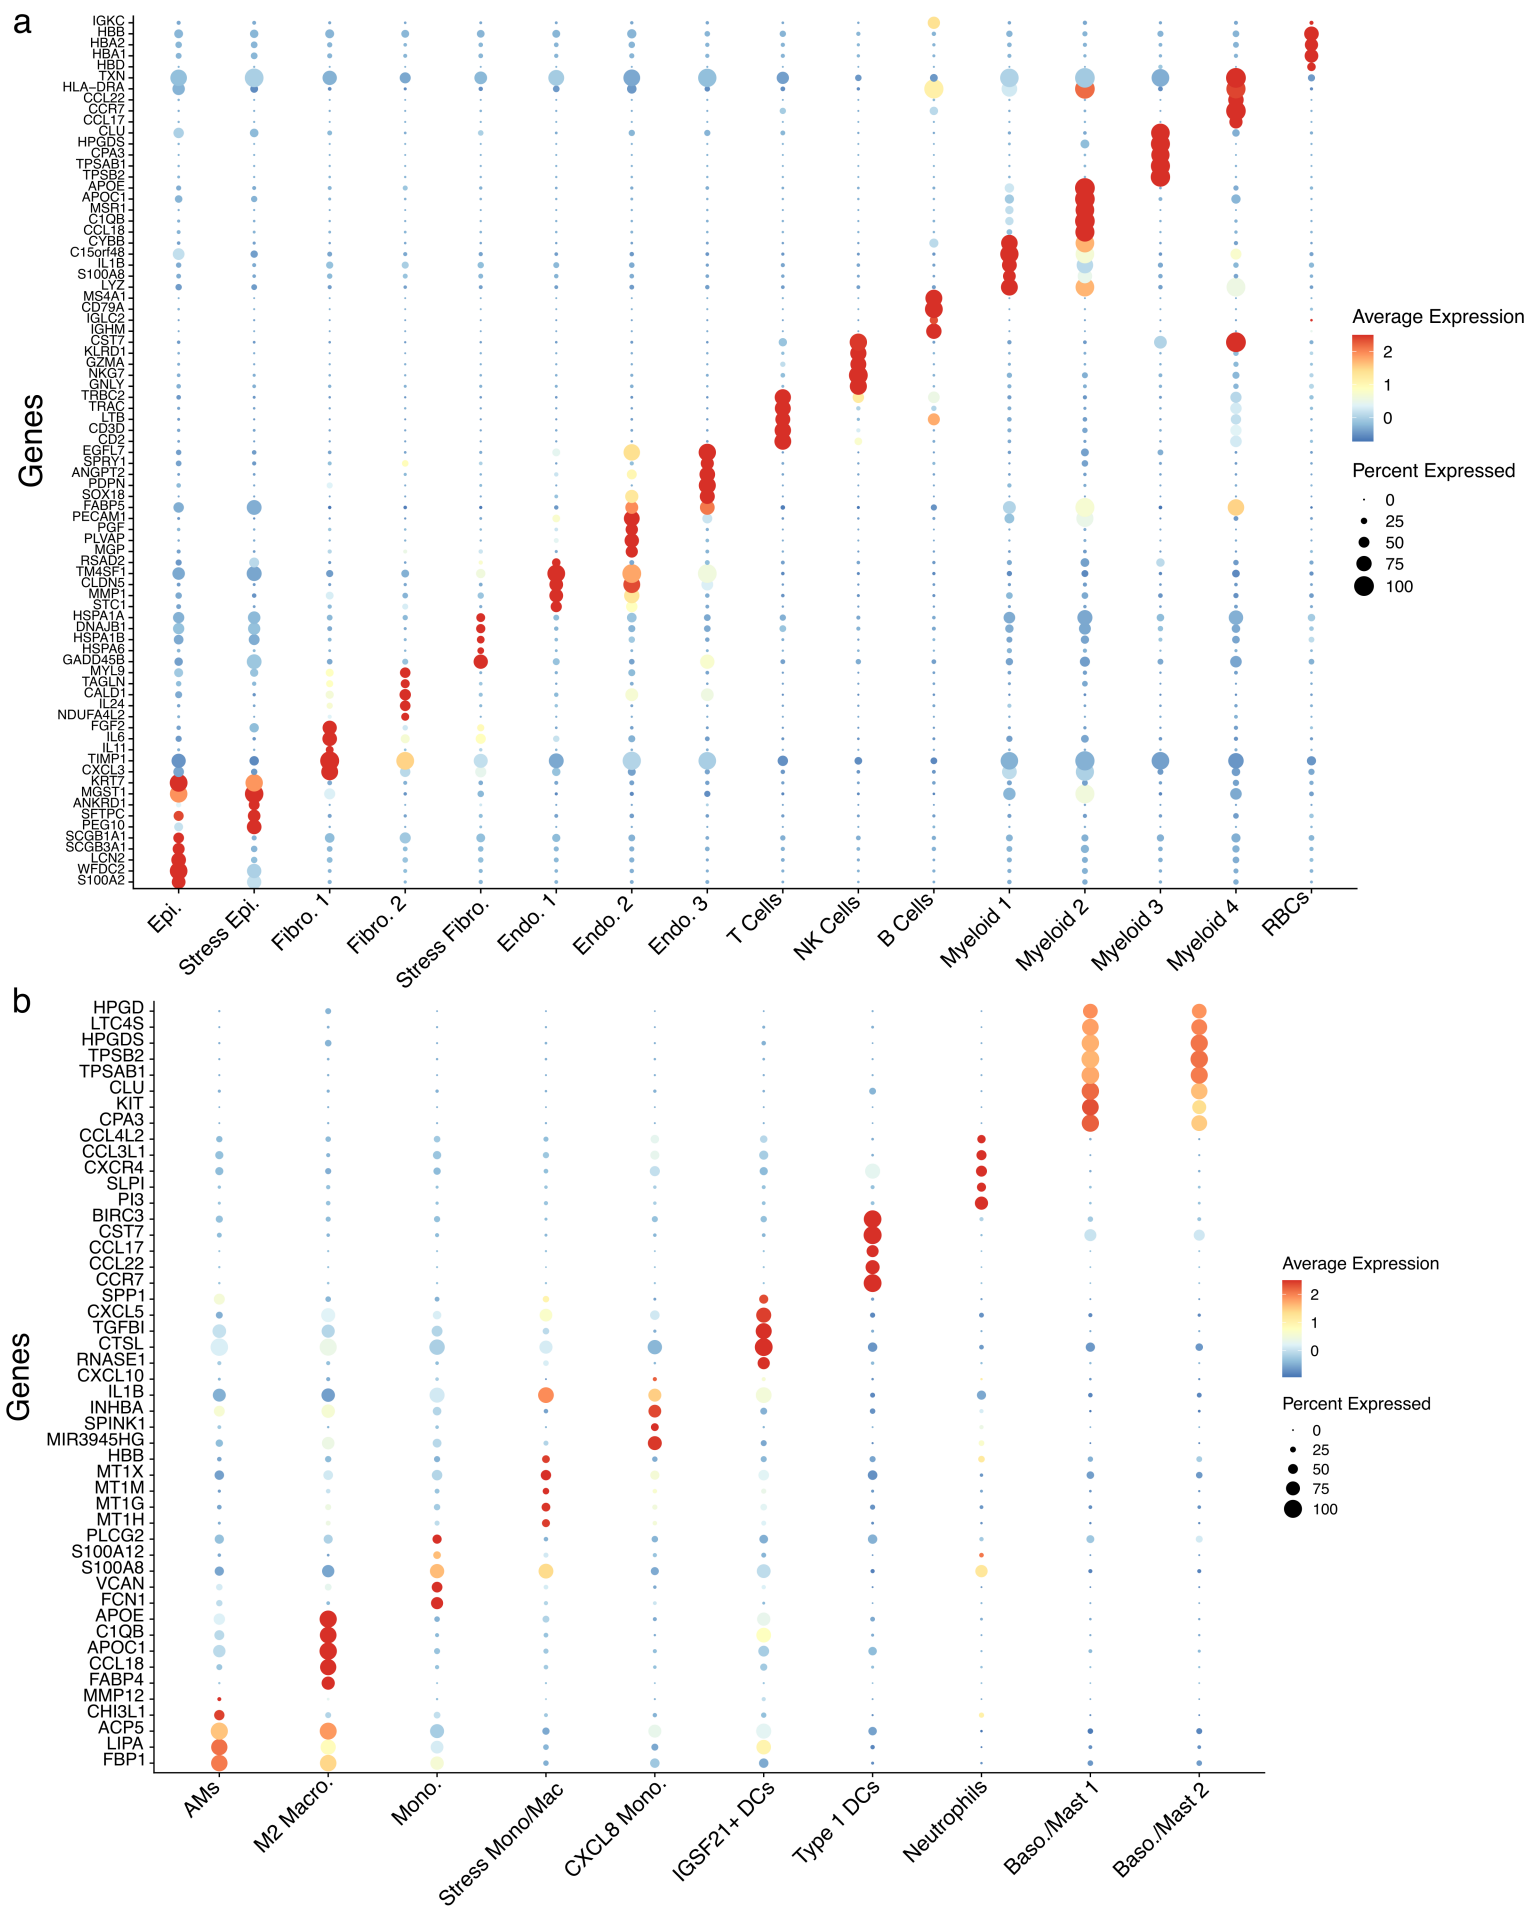 a
Genes
IGKC
HBB
HBA2
HBA1
HBD
TXN
HLA−DRA
CCL22
CCR7
CCL17
CLU
HPGDS
CPA3
TPSAB1
TPSB2
APOE
APOC1
MSR1
C1QB
CCL18
CYBB
C15orf48
IL1B
S100A8
LYZ
MS4A1
CD79A
IGLC2
IGHM
CST7
KLRD1
GZMA
NKG7
GNLY
TRBC2
TRAC
LTB
CD3D
CD2
EGFL7
SPRY1
ANGPT2
PDPN
SOX18
FABP5
PECAM1
PGF
PLVAP
MGP
RSAD2
TM4SF1
CLDN5
MMP1
STC1
HSPA1A
DNAJB1
HSPA1B
HSPA6
GADD45B
MYL9
TAGLN
CALD1
IL24
NDUFA4L2
FGF2
IL6
IL11
TIMP1
CXCL3
KRT7
MGST1
ANKRD1
SFTPC
PEG10
SCGB1A1
SCGB3A1
LCN2
WFDC2
S100A2
Epi.
Stress Epi.
Fibro. 1
Fibro. 2
Stress Fibro.
Endo. 1
Endo. 2
Endo. 3
T Cells
NK Cells
B Cells
Myeloid 1
Myeloid 2
Myeloid 3
Myeloid 4
RBCs
Average Expression
2
1
0
Percent Expressed
0
25
50
75
100
b
Genes
HPGD
LTC4S
HPGDS
TPSB2
TPSAB1
CLU
KIT
CPA3
CCL4L2
CCL3L1
CXCR4
SLPI
PI3
BIRC3
CST7
CCL17
CCL22
CCR7
SPP1
CXCL5
TGFBI
CTSL
RNASE1
CXCL10
IL1B
INHBA
SPINK1
MIR3945HG
HBB
MT1X
MT1M
MT1G
MT1H
PLCG2
S100A12
S100A8
VCAN
FCN1
APOE
C1QB
APOC1
CCL18
FABP4
MMP12
CHI3L1
ACP5
LIPA
FBP1
AMs
M2 Macro.
Mono.
Stress Mono/Mac
CXCL8 Mono.
IGSF21+ DCs
Type 1 DCs
Neutrophils
Baso./Mast 1
Baso./Mast 2
Average Expression
2
1
0
Percent Expressed
0
25
50
75
100